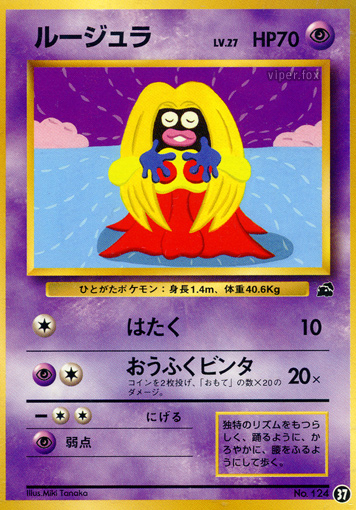 ルージュラ LV.27 HP70
viper.fox
ひとがたポケモン：身長1.4m、体重40.6Kg
はたく 10
おうふくビンタ 20×
コインを2枚投げ、「おもて」の数×20の
ダメージ。
にげる
弱点
独特のリズムをもつら
しく、踊るように、か
ろやかに、腰をふるよ
うにして歩く。
Illus. Miki Tanaka No. 124 37